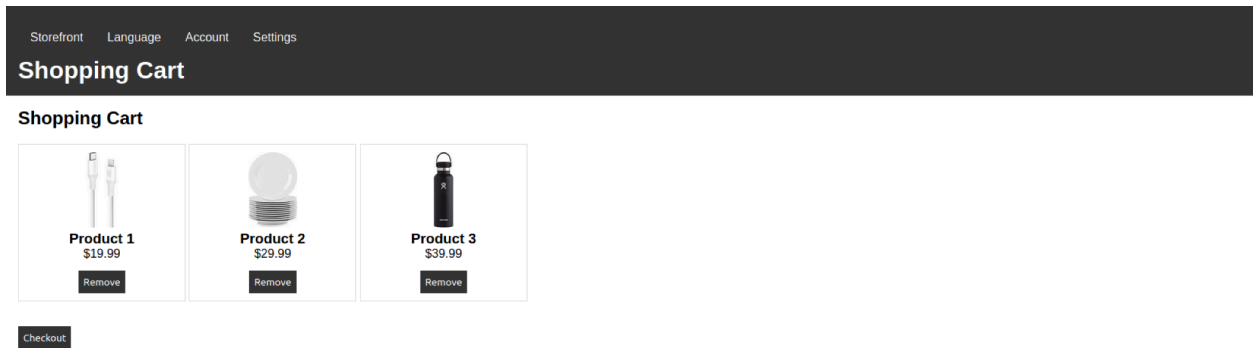 Storefront Language Account Settings
Shopping Cart
Shopping Cart
Product 1 Product 2 Product 3
$19.99 $29.99 $39.99
Remove Remove Remove
Checkout